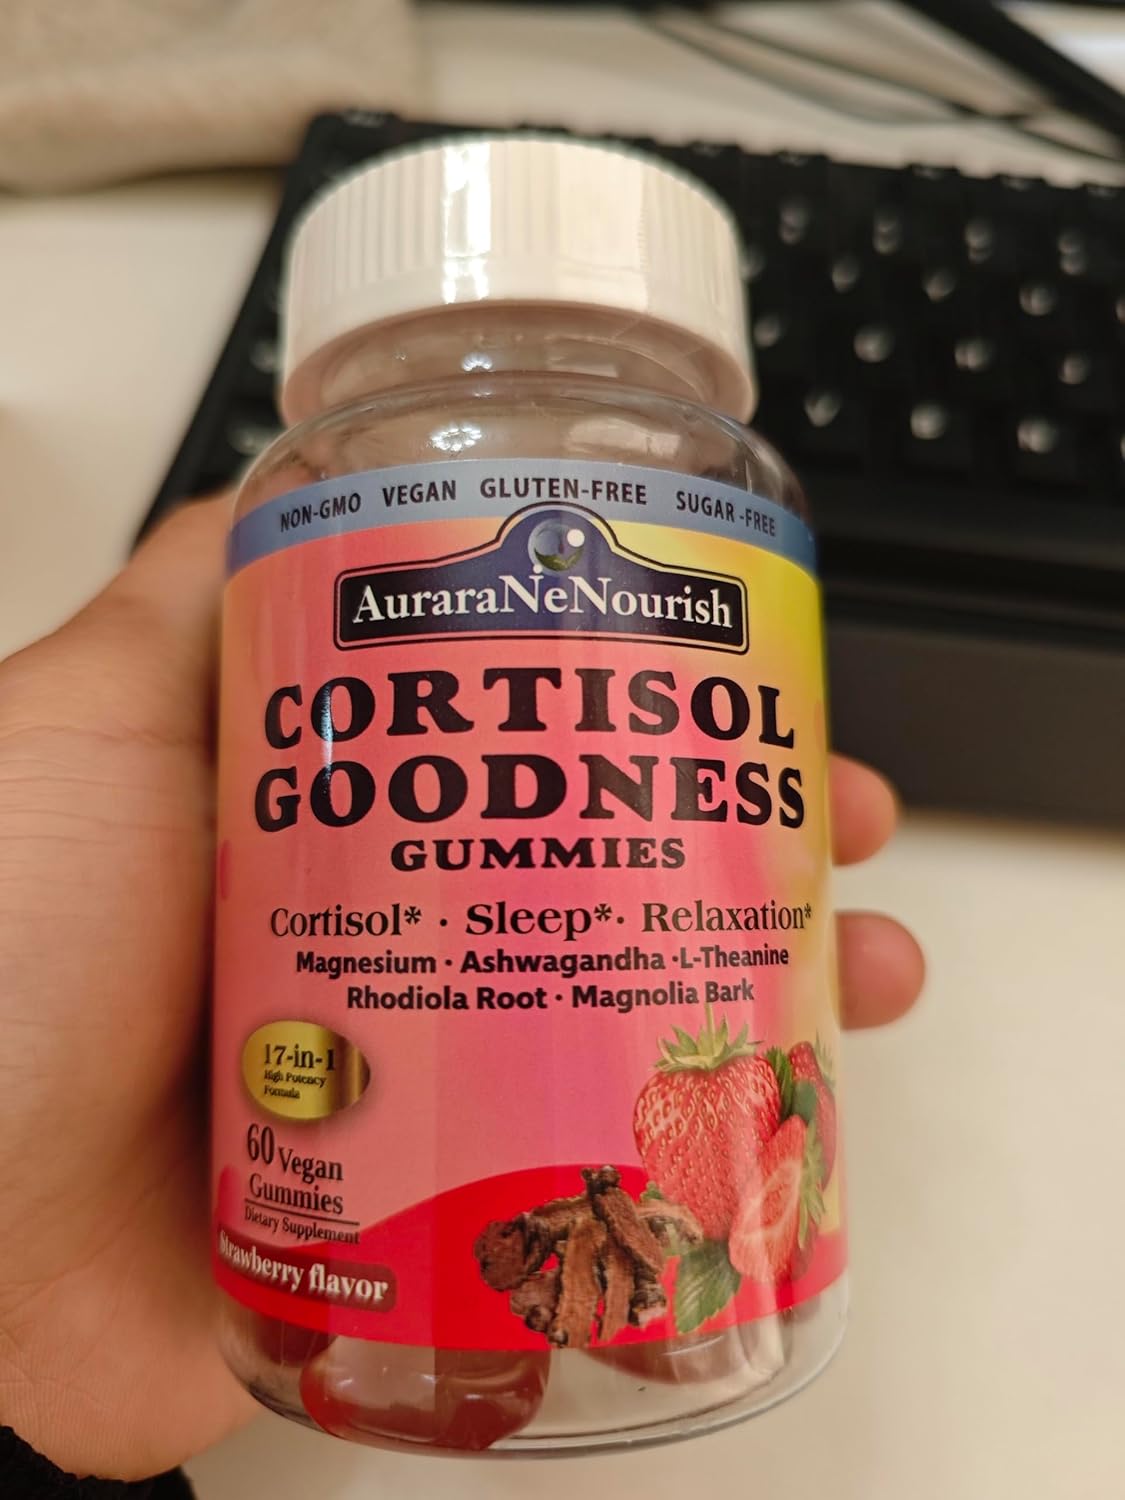 NON-GMO VEGAN GLUTEN-FREE SUGAR-FREE
AuraraNeNourish
CORTISOL
GOODNESS
GUMMIES
Cortisol* · Sleep* · Relaxation*
Magnesium · Ashwagandha · L-Theanine
Rhodiola Root · Magnolia Bark
17-in-1
High Potency
Formula
60 Vegan
Gummies
Dietary Supplement
Strawberry flavor